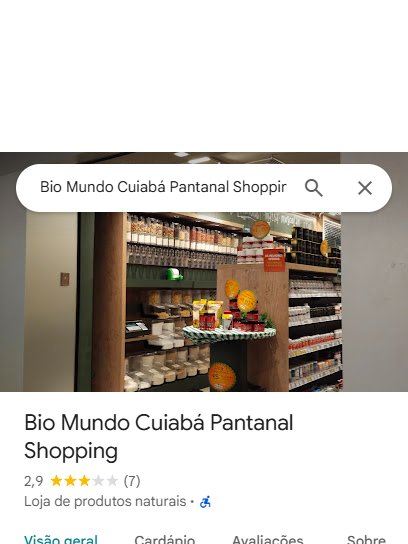 Bio Mundo Cuiabá Pantanal Shoppin
Bio Mundo Cuiabá Pantanal
Shopping
2,9 (7)
Loja de produtos naturais ·
Visão geral Cardápio Avaliações Sobre